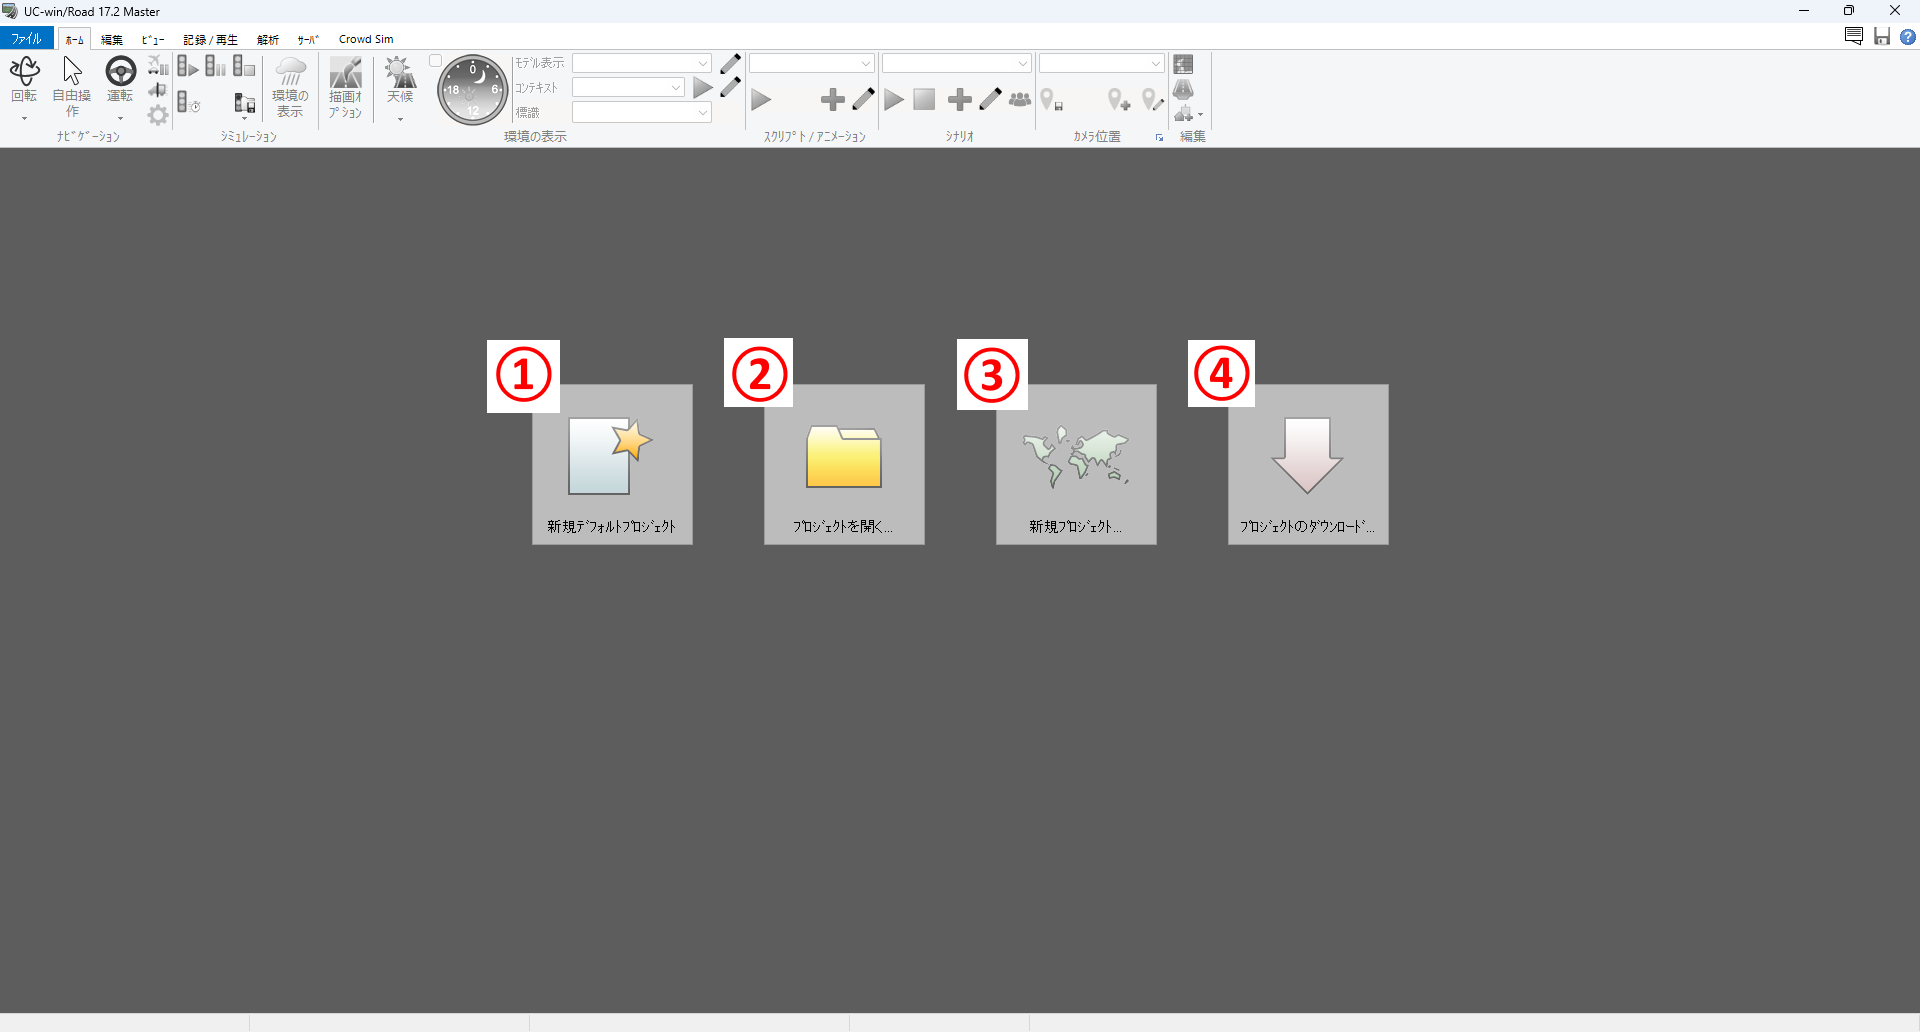 UC-win/Road 17.2 Master
ファイル ホーム 編集 ビュー 記録 / 再生 解析 サーバ Crowd Sim
回転 自由操作 運転
ナビゲーション
シミュレーション
環境の表示
描画オプション
天候
0 6 12 18
モデル表示
コンテキスト
標識
環境の表示
スクリプト / アニメーション
シナリオ
カメラ位置
編集
① ② ③ ④
新規デフォルトプロジェクト
プロジェクトを開く...
新規プロジェクト...
プロジェクトのダウンロード...